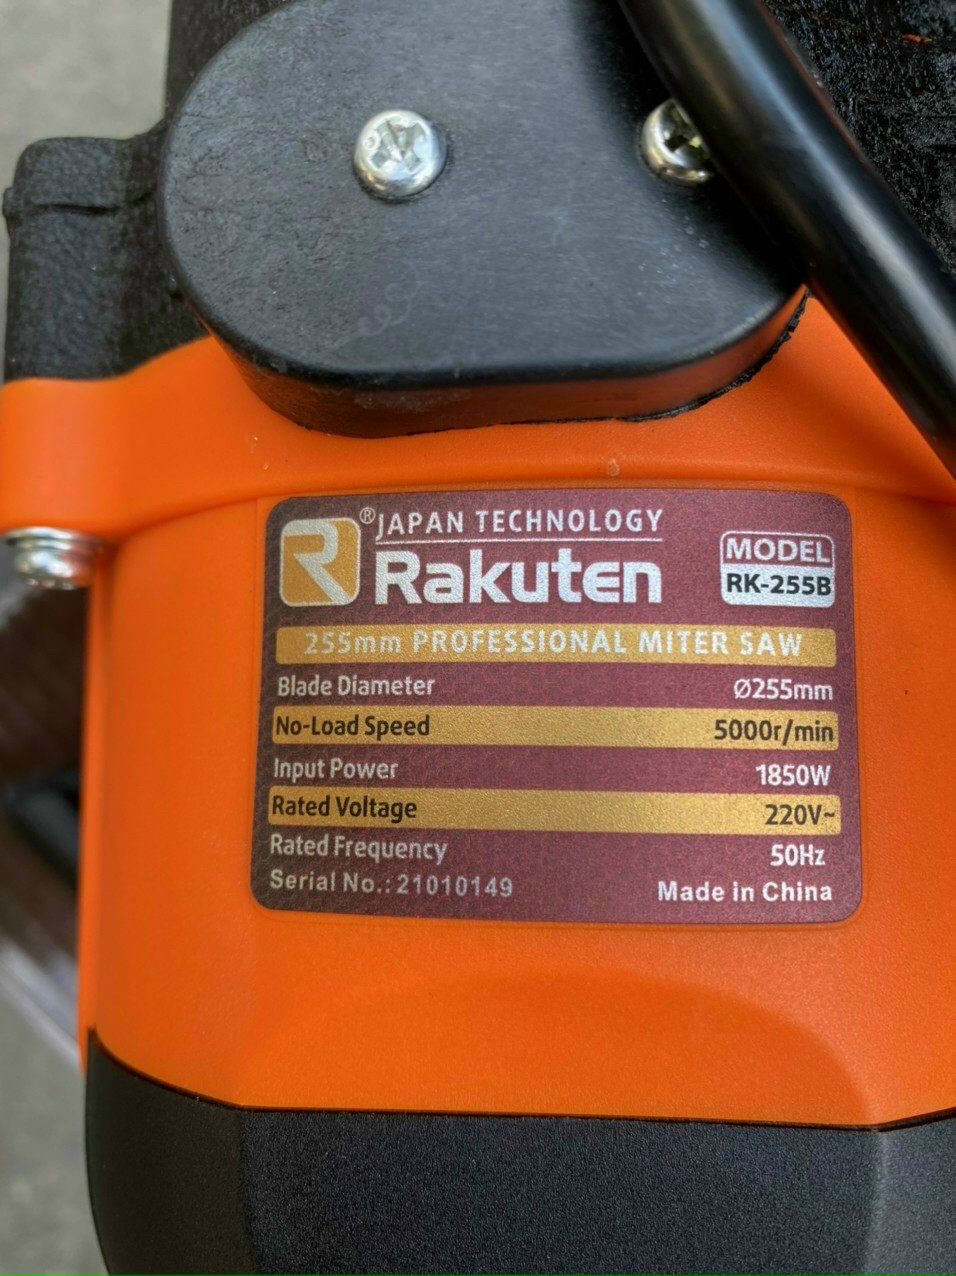 R® JAPAN TECHNOLOGY
Rakuten
MODEL
RK-255B
255mm PROFESSIONAL MITER SAW
Blade Diameter Ø255mm
No-Load Speed 5000r/min
Input Power 1850W
Rated Voltage 220V~
Rated Frequency 50Hz
Serial No.:21010149 Made in China